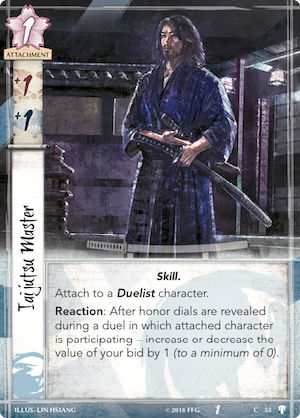 1
ATTACHMENT
+1
+1
Iaijutsu Master
Skill.
Attach to a Duelist character.
Reaction: After honor dials are revealed
during a duel in which attached character
is participating – increase or decrease the
value of your bid by 1 (to a minimum of 0).
ILLUS. LIN HSIANG
© 2018 FFG
C 53